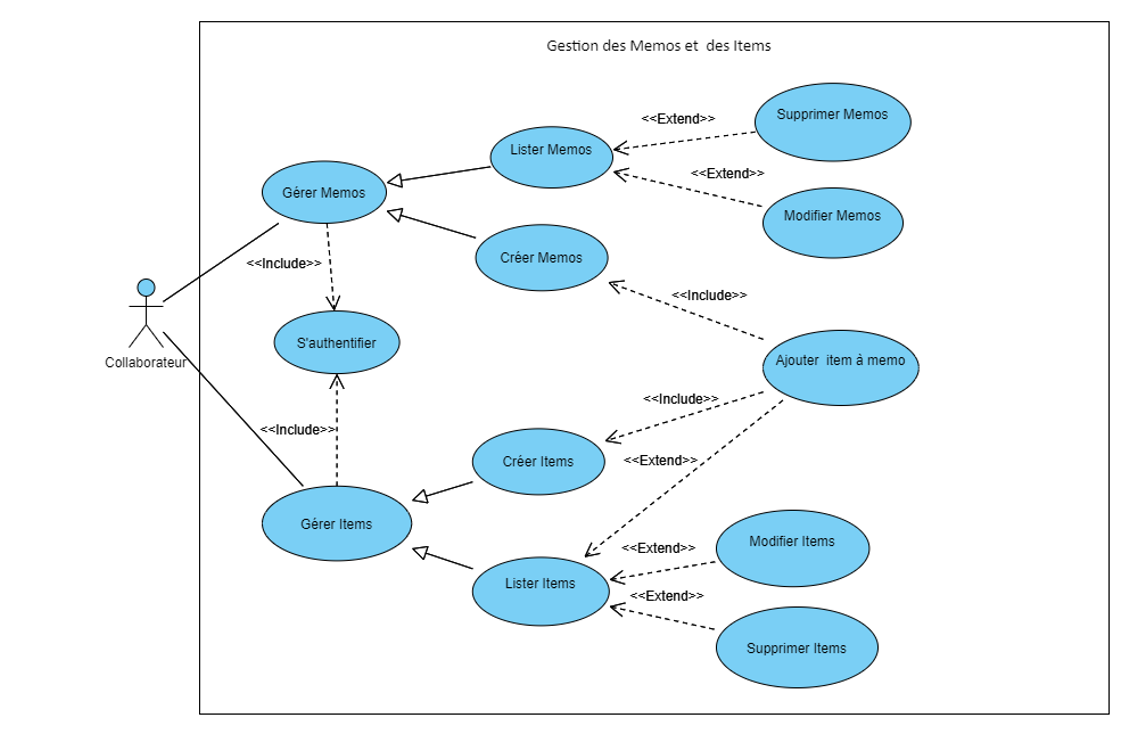 Gestion des Memos et  des Items
<<Extend>>
Supprimer Memos
Lister Memos
<<Extend>>
Gérer Memos
Modifier Memos
Créer Memos
<<Include>>
<<Include>>
S'authentifier
Collaborateur
Ajouter  item à memo
<<Include>>
<<Include>>
Créer Items
<<Extend>>
Gérer Items
Modifier Items
<<Extend>>
Lister Items
<<Extend>>
Supprimer Items